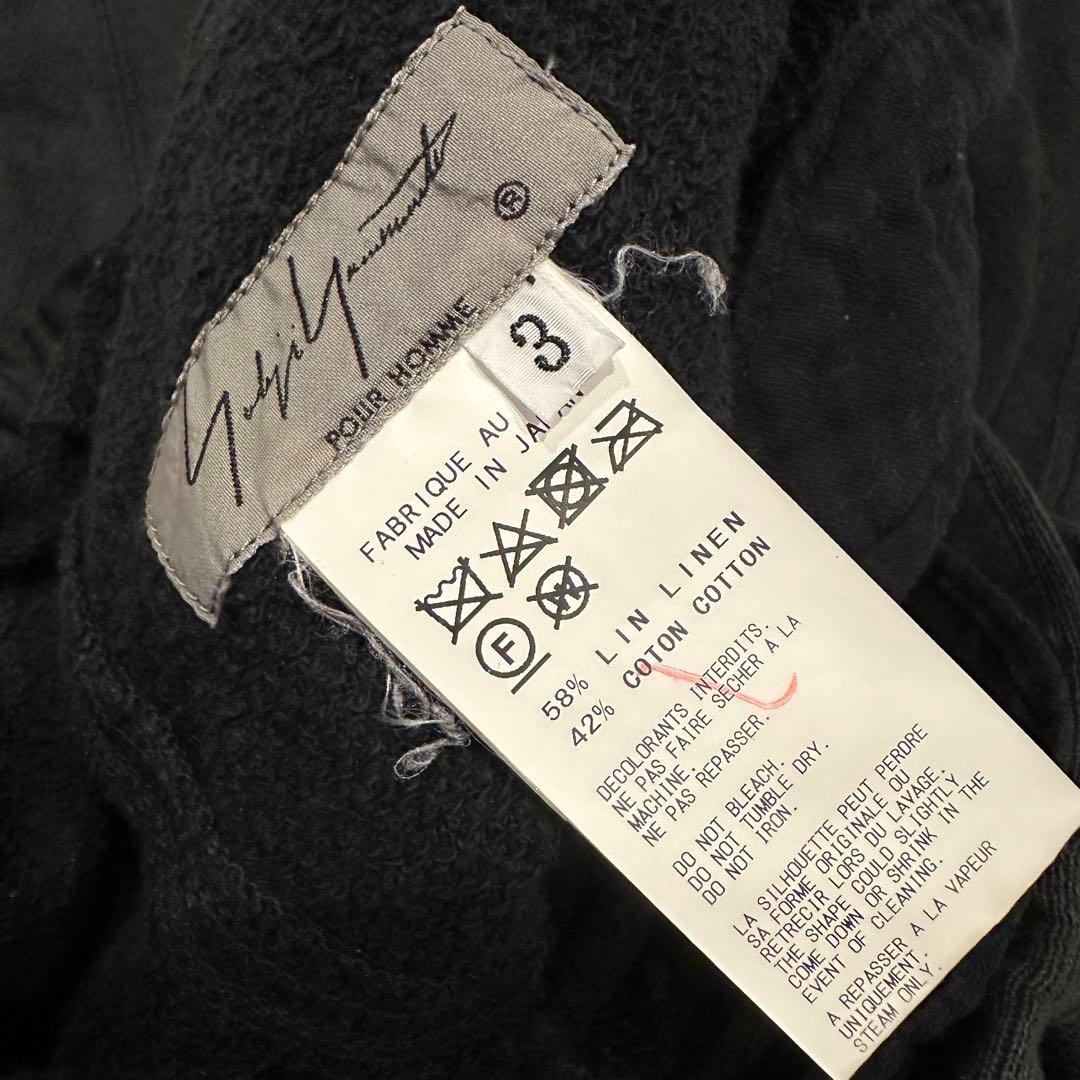 Yohji Yamamoto
®
POUR HOMME
3
FABRIQUE AU
MADE IN
F
W
58% LIN LINEN
42% COTON COTTON
DECOLORANTS INTERDITS.
NE PAS FAIRE SECHER A LA
MACHINE.
NE PAS REPASSER.
DO NOT BLEACH.
DO NOT TUMBLE DRY.
DO NOT IRON.
LA SILHOUETTE PEUT PERDRE
SA FORME ORIGINALE OU
RETRECIR LORS DU LAVAGE.
THE SHAPE COULD SLIGHTLY
COME DOWN OR SHRINK IN THE
EVENT OF CLEANING.
A REPASSER A LA VAPEUR
UNIQUEMENT.
STEAM ONLY.